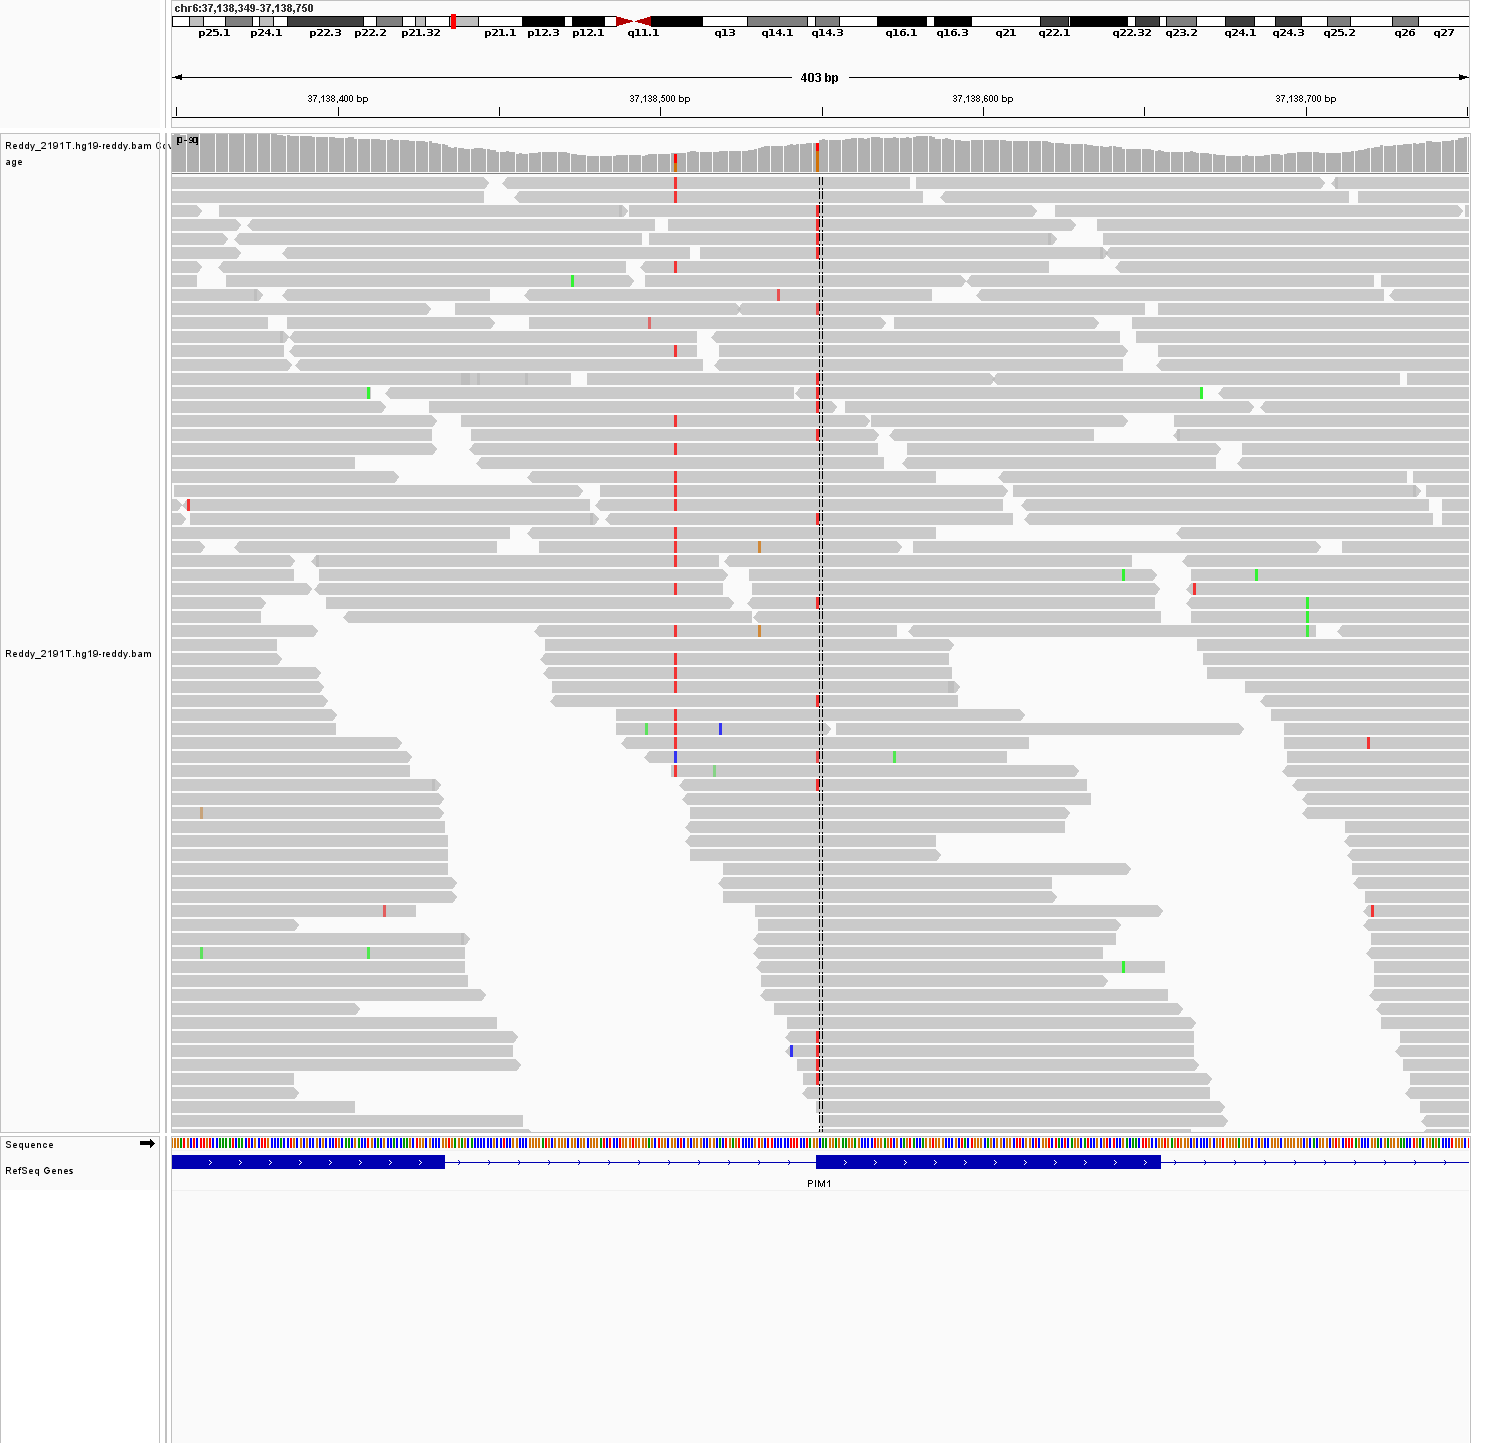 chr6:37,138,349-37,138,750
p25.1 p24.1 p22.3 p22.2 p21.32 p21.1 p12.3 p12.1 q11.1 q13 q14.1 q14.3 q16.1 q16.3 q21 q22.1 q22.32 q23.2 q24.1 q24.3 q25.2 q26 q27
403 bp
37,138,400 bp 37,138,500 bp 37,138,600 bp 37,138,700 bp
Reddy_2191T.hg19-reddy.bam Cov
age
Reddy_2191T.hg19-reddy.bam
Sequence
RefSeq Genes
PIM1